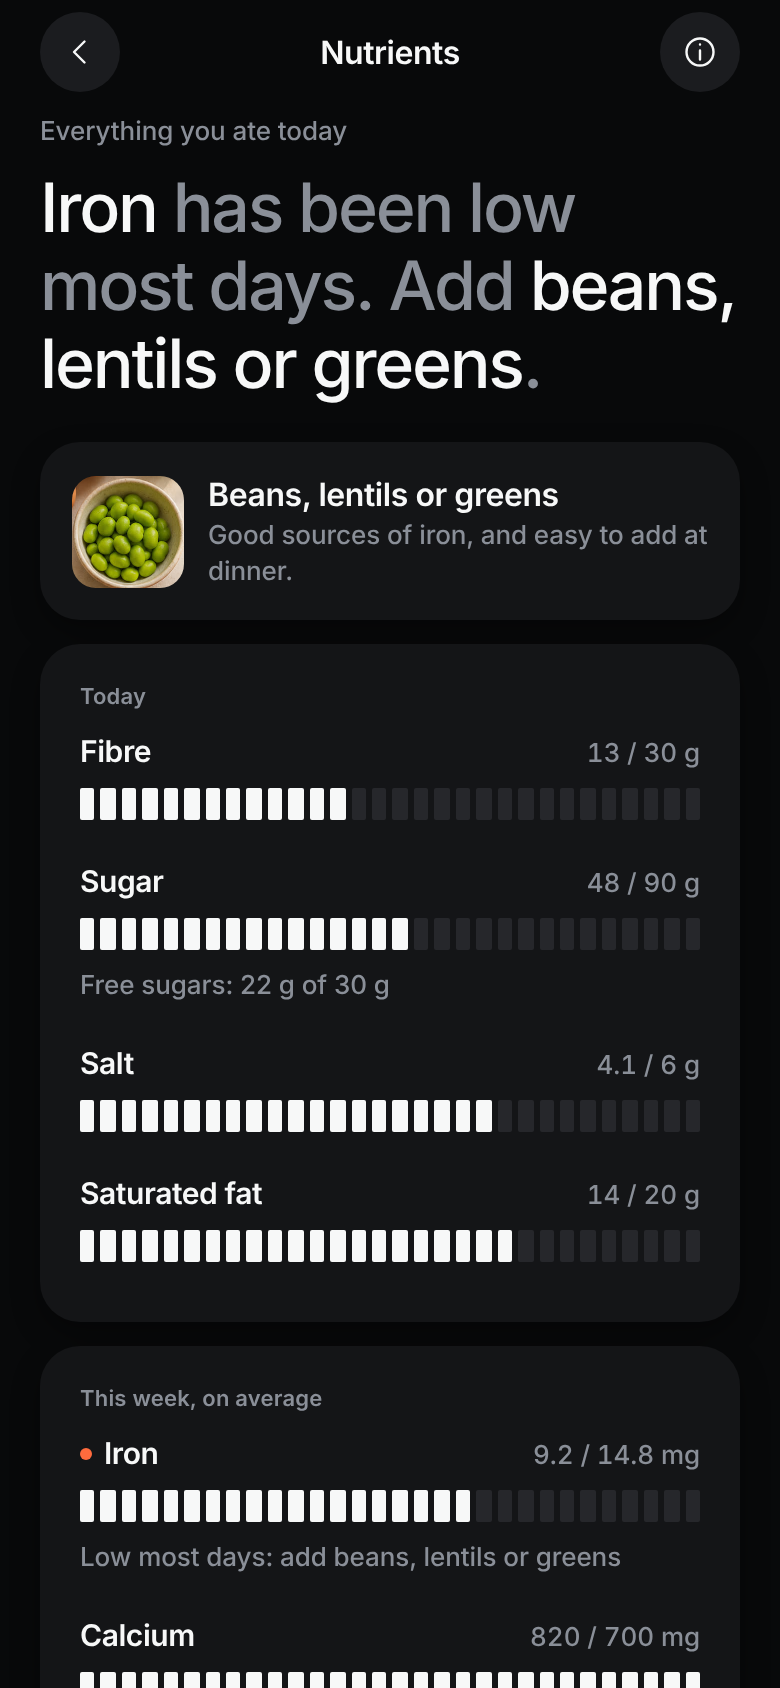 Nutrients
Everything you ate today
Iron has been low
most days. Add beans,
lentils or greens.
Beans, lentils or greens
Good sources of iron, and easy to add at
dinner.
Today
Fibre
13 / 30 g
Sugar
48 / 90 g
Free sugars: 22 g of 30 g
Salt
4.1 / 6 g
Saturated fat
14 / 20 g
This week, on average
Iron
9.2 / 14.8 mg
Low most days: add beans, lentils or greens
Calcium
820 / 700 mg